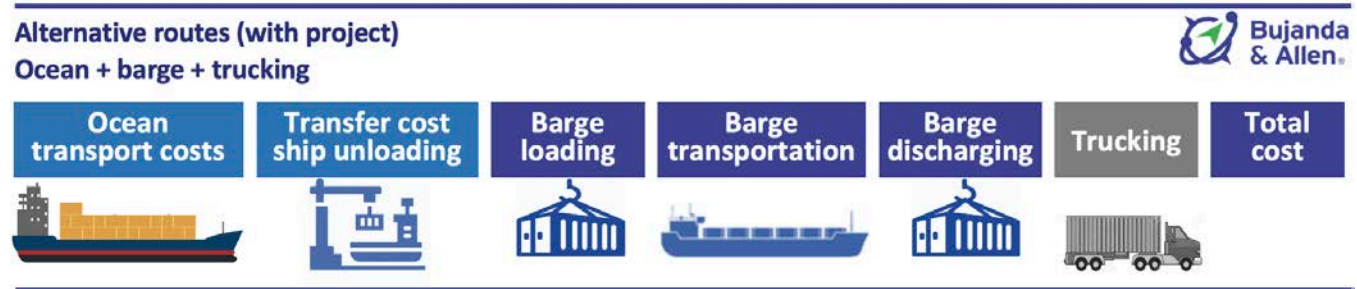 Alternative routes (with project)
Ocean + barge + trucking
Bujanda
& Allen®
Ocean
transport costs
Transfer cost
ship unloading
Barge
loading
Barge
transportation
Barge
discharging
Trucking
Total
cost